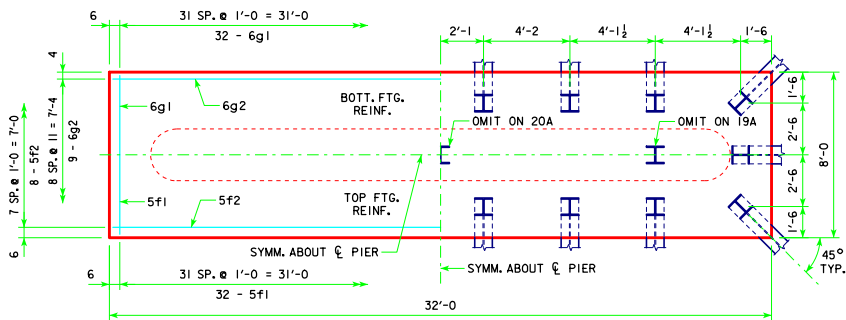 6
31 SP. @ 1'-0 = 31'-0
32 - 6g1
2'-1
4'-2
4'-1½
4'-1½
1'-6
4
7 SP. @ 1'-0 = 7'-0
8 - 5f2
8 SP. @ 11 = 7'-4
9 - 6g2
6
6g1
6g2
BOTT. FTG.
REINF.
OMIT ON 20A
OMIT ON 19A
1'-6
2'-6
2'-6
1'-6
8'-0
5f1
5f2
TOP FTG.
REINF.
SYMM. ABOUT ℄ PIER
SYMM. ABOUT ℄ PIER
45°
TYP.
6
31 SP. @ 1'-0 = 31'-0
32 - 5f1
32'-0